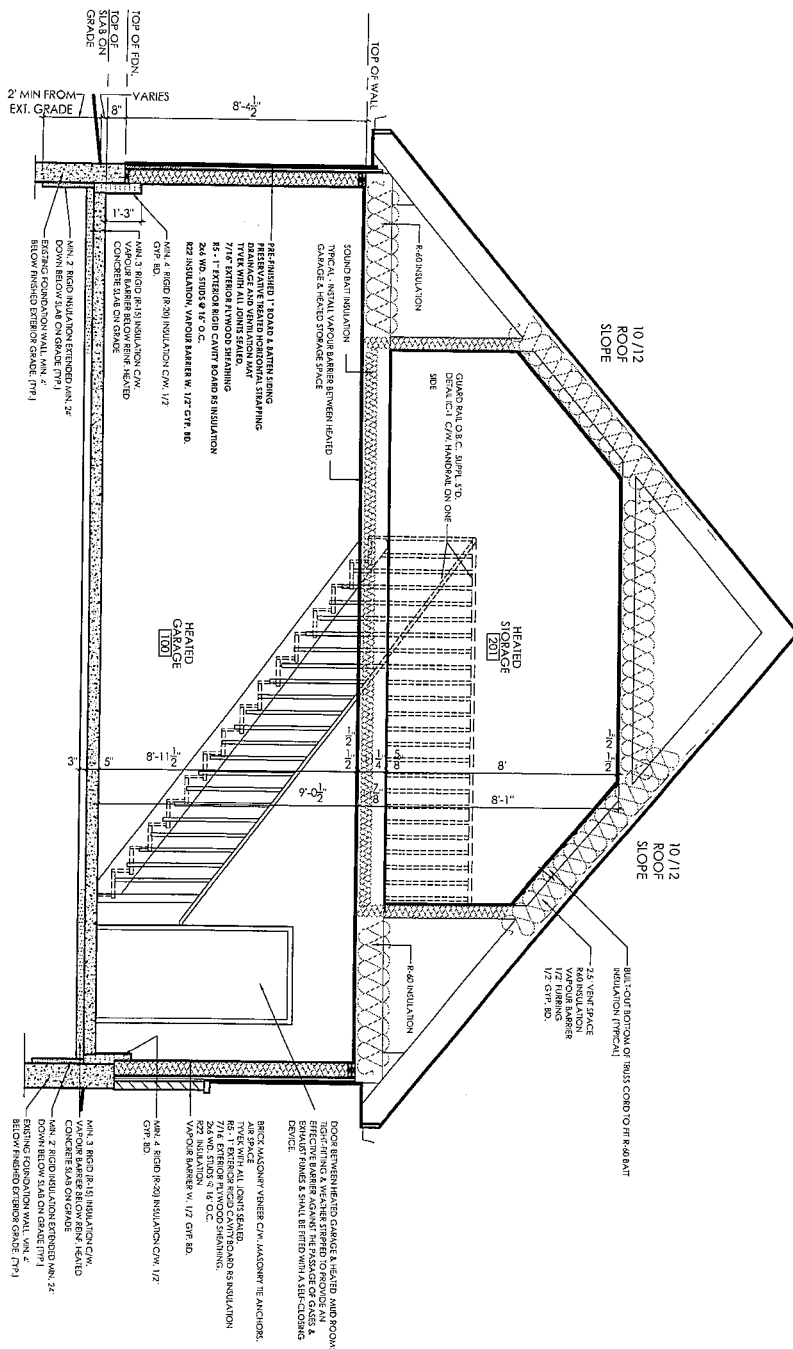 TOP OF WALL
TOP OF FDN.
TOP OF
SLAB ON
GRADE
8'-4 1/2"
8"
VARIES
2' MIN FROM
EXT. GRADE
1'-3"
10 /12
ROOF
SLOPE
10 /12
ROOF
SLOPE
R-60 INSULATION
SOUND BATT INSULATION
TYPICAL - INSTALL VAPOUR BARRIER BETWEEN HEATED
GARAGE & HEATED STORAGE SPACE
PRE-FINISHED 1" BOARD & BATTEN SIDING
PRESERVATIVE TREATED HORIZONTAL STRAPPING
DRAINAGE AND VENTILATION MAT
TYVEK WITH ALL JOINTS SEALED,
R5 - 1" EXTERIOR RIGID CAVITY BOARD R5 INSULATION
7/16" EXTERIOR PLYWOOD SHEATHING
2x6 WD. STUDS @ 16" O.C.
R22 INSULATION, VAPOUR BARRIER W. 1/2" GYP. BD.
MIN. 4" RIGID (R-20) INSULATION C/W. 1/2"
GYP. BD.
MIN. 3" RIGID (R-15) INSULATION C/W.
VAPOUR BARRIER BELOW REINF. HEATED
CONCRETE SLAB ON GRADE
MIN. 2" RIGID INSULATION EXTENDED MIN. 24"
DOWN BELOW SLAB ON GRADE (TYP.)
EXISTING FOUNDATION WALL, MIN. 4'
BELOW FINISHED EXTERIOR GRADE. (TYP.)
GUARD RAIL O.B.C. SUPPL. STD.
DETAIL IC-1 C/W. HANDRAIL ON ONE
SIDE
HEATED
STORAGE
201
HEATED
GARAGE
100
1/2 1/2
8'
8'-1"
5/8
1/4
7/8
1/2 1/2
9'-0 1/2"
8'-11 1/2"
5"
3"
BUILT-OUT BOTTOM OF TRUSS CORD TO FIT R-60 BATT
INSULATION (TYPICAL)
2.5" VENT SPACE
R60 INSULATION
VAPOUR BARRIER
1/2" FURRING
1/2" GYP. BD.
R-60 INSULATION
DOOR BETWEEN HEATED GARAGE & HEATED MUD ROOM:
TIGHT-FITTING & WEATHER STRIPPED TO PROVIDE AN
EFFECTIVE BARRIER AGAINST THE PASSAGE OF GASES &
EXHAUST FUMES & SHALL BE FITTED WITH A SELF-CLOSING
DEVICE.
BRICK MASONRY VENEER C/W. MASONRY TIE ANCHORS.
AIR SPACE
TYVEK WITH ALL JOINTS SEALED,
R5 - 1" EXTERIOR RIGID CAVITY BOARD R5 INSULATION
7/16" EXTERIOR PLYWOOD SHEATHING.
2x6 WD. STUDS @ 16" O.C.
R22 INSULATION
VAPOUR BARRIER W. 1/2" GYP. BD.
MIN. 4" RIGID (R-20) INSULATION C/W. 1/2"
GYP. BD.
MIN. 3" RIGID (R-15) INSULATION C/W.
VAPOUR BARRIER BELOW REINF. HEATED
CONCRETE SLAB ON GRADE
MIN. 2" RIGID INSULATION EXTENDED MIN. 24"
DOWN BELOW SLAB ON GRADE (TYP.)
EXISTING FOUNDATION WALL, MIN. 4'
BELOW FINISHED EXTERIOR GRADE. (TYP.)